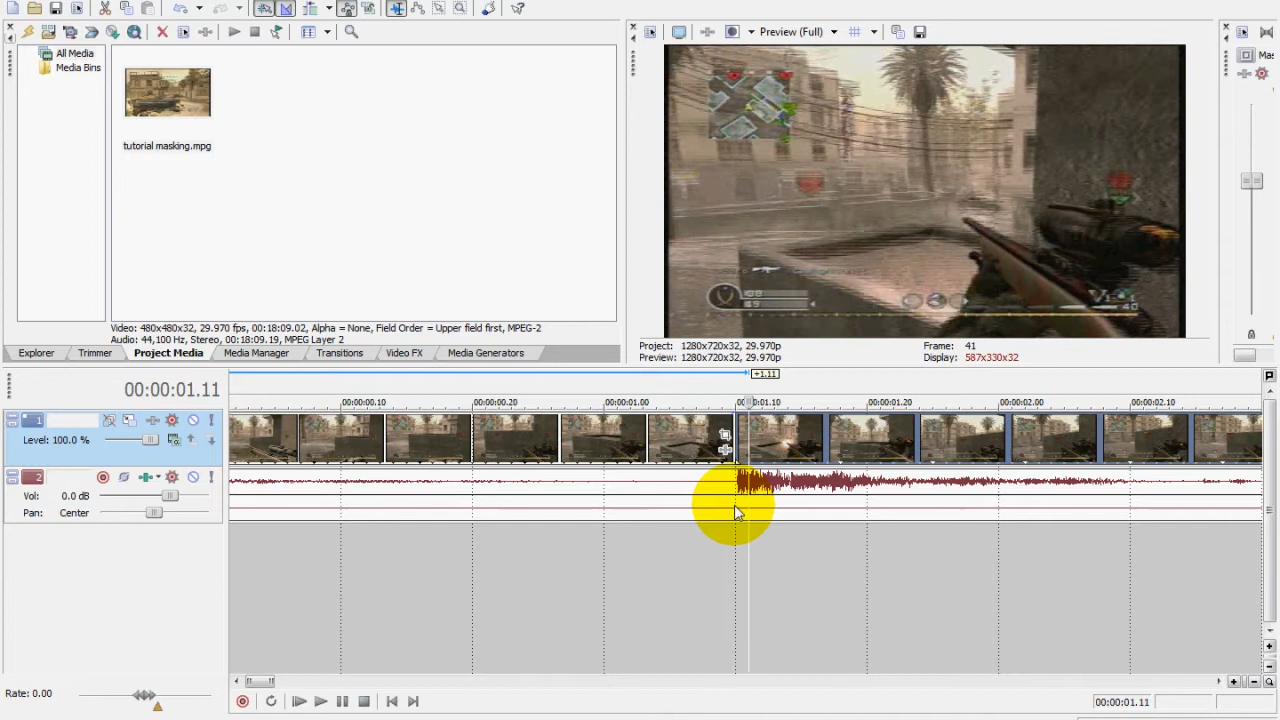 Preview (Full)
All Media
Media Bins
tutorial masking.mpg
Mas
Video: 480x480x32, 29.970 fps, 00:18:09.02, Alpha = None, Field Order = Upper field first, MPEG-2
Audio: 44,100 Hz, Stereo, 00:18:09.19, MPEG Layer 2
Explorer
Trimmer
Project Media
Media Manager
Transitions
Video FX
Media Generators
Project: 1280x720x32, 29.970p
Frame: 41
Preview: 1280x720x32, 29.970p
Display: 587x330x32
+1.11
00:00:01.11
00:00:00.10
00:00:00.20
00:00:01.00
00:00:01.10
00:00:01.20
00:00:02.00
00:00:02.10
1
Level: 100.0 %
2
Vol: 0.0 dB
Pan: Center
Rate: 0.00
00:00:01.11